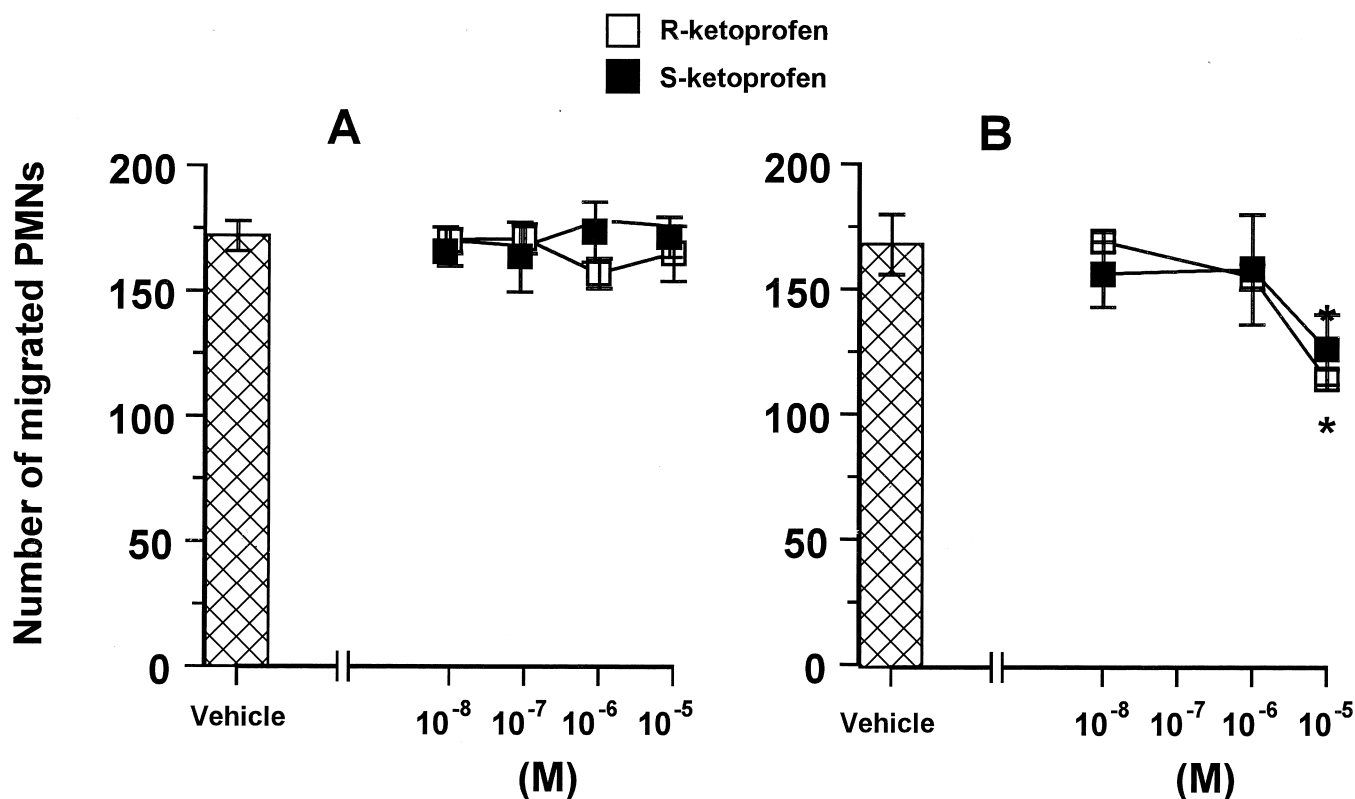 R-ketoprofen
S-ketoprofen
A
B
Number of migrated PMNs
200
150
100
50
0
Vehicle
10⁻⁸ 10⁻⁷ 10⁻⁶ 10⁻⁵
(M)
200
150
100
50
0
*
*
Vehicle
10⁻⁸ 10⁻⁷ 10⁻⁶ 10⁻⁵
(M)